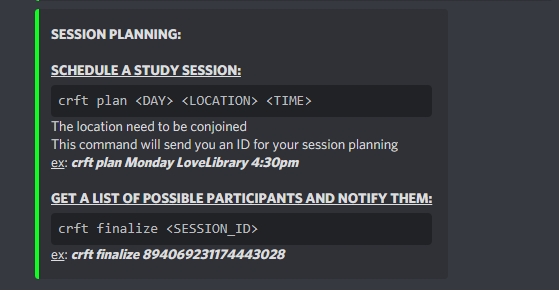 SESSION PLANNING:
SCHEDULE A STUDY SESSION:
crft plan <DAY> <LOCATION> <TIME>
The location need to be conjoined
This command will send you an ID for your session planning
ex: crft plan Monday LoveLibrary 4:30pm
GET A LIST OF POSSIBLE PARTICIPANTS AND NOTIFY THEM:
crft finalize <SESSION_ID>
ex: crft finalize 894069231174443028